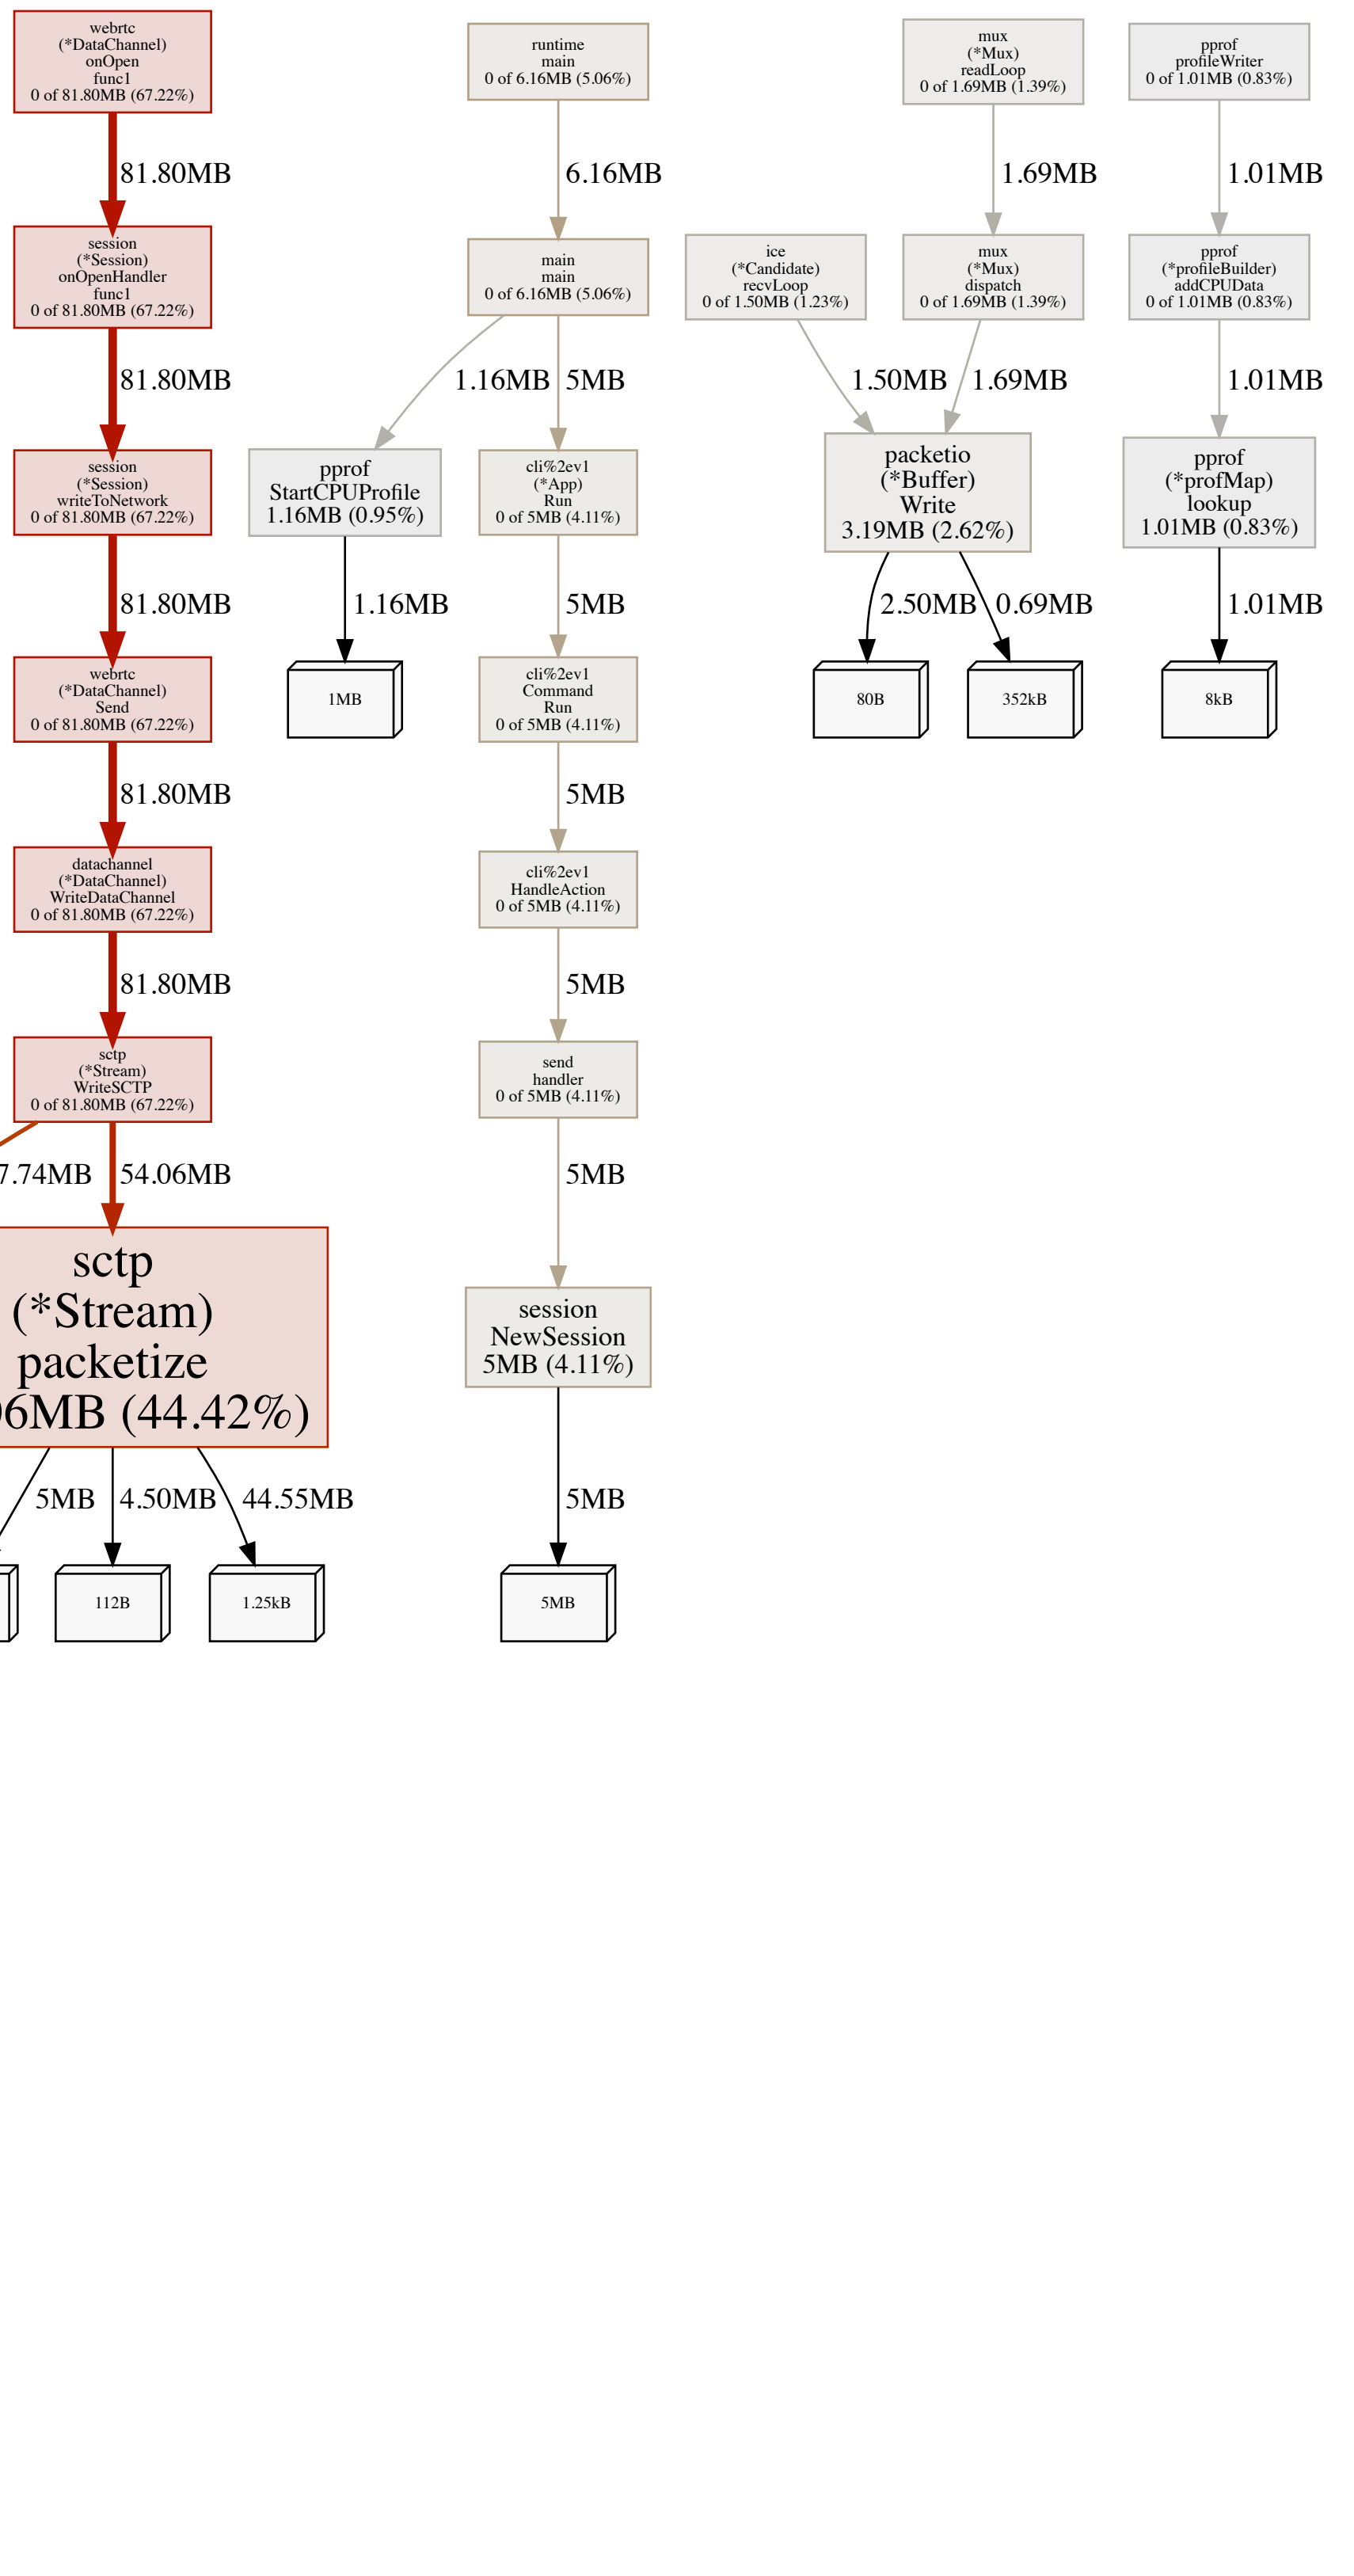 webrtc
(*DataChannel)
onOpen
func1
0 of 81.80MB (67.22%)
81.80MB
session
(*Session)
onOpenHandler
func1
0 of 81.80MB (67.22%)
81.80MB
session
(*Session)
writeToNetwork
0 of 81.80MB (67.22%)
81.80MB
webrtc
(*DataChannel)
Send
0 of 81.80MB (67.22%)
81.80MB
datachannel
(*DataChannel)
WriteDataChannel
0 of 81.80MB (67.22%)
81.80MB
sctp
(*Stream)
WriteSCTP
0 of 81.80MB (67.22%)
7.74MB
54.06MB
sctp
(*Stream)
packetize
6MB (44.42%)
5MB
4.50MB
44.55MB
112B
1.25kB
runtime
main
0 of 6.16MB (5.06%)
6.16MB
main
main
0 of 6.16MB (5.06%)
1.16MB
5MB
pprof
StartCPUProfile
1.16MB (0.95%)
1.16MB
1MB
cli%2ev1
(*App)
Run
0 of 5MB (4.11%)
5MB
cli%2ev1
Command
Run
0 of 5MB (4.11%)
5MB
cli%2ev1
HandleAction
0 of 5MB (4.11%)
5MB
send
handler
0 of 5MB (4.11%)
5MB
session
NewSession
5MB (4.11%)
5MB
5MB
mux
(*Mux)
readLoop
0 of 1.69MB (1.39%)
1.69MB
ice
(*Candidate)
recvLoop
0 of 1.50MB (1.23%)
mux
(*Mux)
dispatch
0 of 1.69MB (1.39%)
1.50MB
1.69MB
packetio
(*Buffer)
Write
3.19MB (2.62%)
2.50MB
0.69MB
80B
352kB
pprof
profileWriter
0 of 1.01MB (0.83%)
1.01MB
pprof
(*profileBuilder)
addCPUData
0 of 1.01MB (0.83%)
1.01MB
pprof
(*profMap)
lookup
1.01MB (0.83%)
1.01MB
8kB